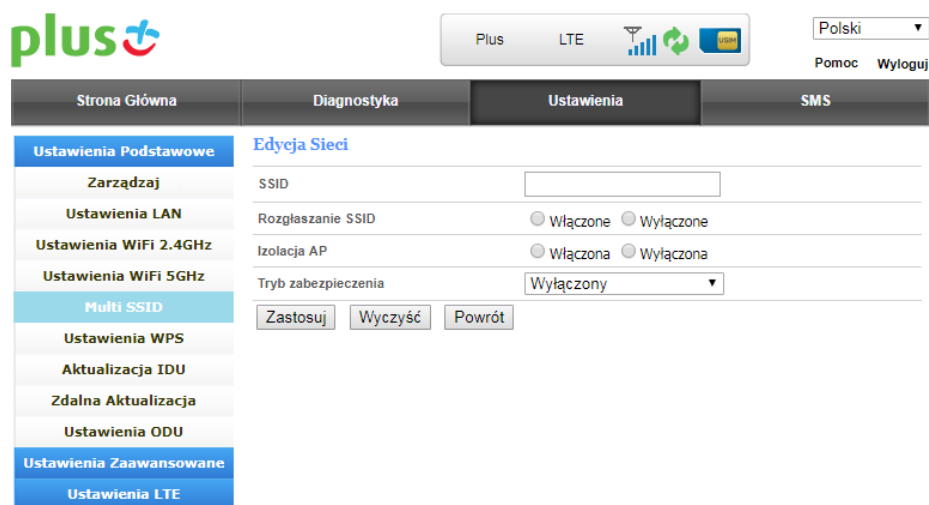 plus
Plus LTE USIM
Polski
Pomoc Wyloguj
Strona Główna Diagnostyka Ustawienia SMS
Ustawienia Podstawowe
Zarządzaj
Ustawienia LAN
Ustawienia WiFi 2.4GHz
Ustawienia WiFi 5GHz
Multi SSID
Ustawienia WPS
Aktualizacja IDU
Zdalna Aktualizacja
Ustawienia ODU
Ustawienia Zaawansowane
Ustawienia LTE
Edycja Sieci
SSID
Rozgłaszanie SSID Włączone Wyłączone
Izolacja AP Włączona Wyłączona
Tryb zabezpieczenia Wyłączony
Zastosuj Wyczyść Powrót